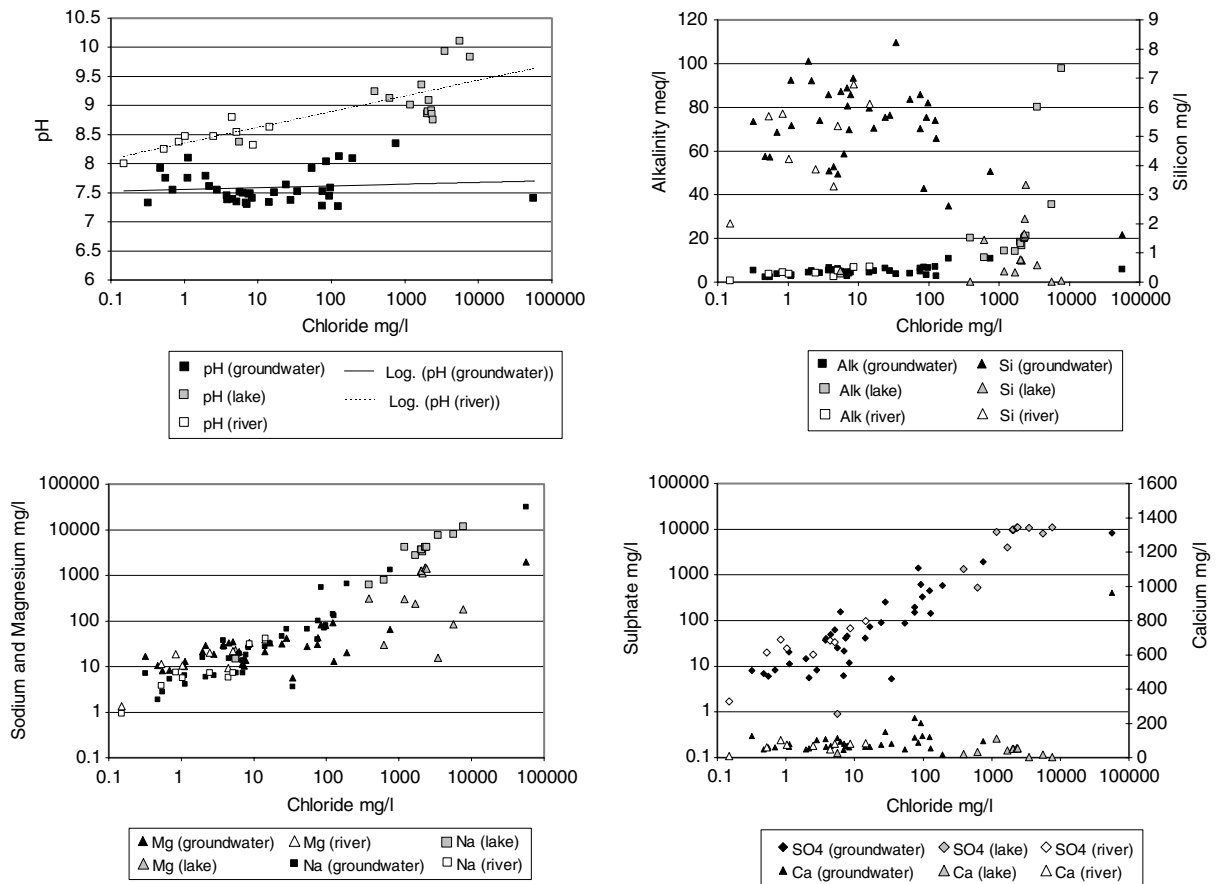 10.5
10
9.5
9
8.5
8
7.5
7
6.5
6
pH
0.1 1 10 100 1000 10000 100000
Chloride mg/l
pH (groundwater) Log. (pH (groundwater))
pH (lake) Log. (pH (river))
pH (river)
120
100
80
60
40
20
0
Alkalinity meq/l
9
8
7
6
5
4
3
2
1
0
Silicon mg/l
0.1 1 10 100 1000 10000 100000
Chloride mg/l
Alk (groundwater) Si (groundwater)
Alk (lake) Si (lake)
Alk (river) Si (river)
100000
10000
1000
100
10
1
0.1
Sodium and Magnesium mg/l
0.1 1 10 100 1000 10000 100000
Chloride mg/l
Mg (groundwater) Mg (river) Na (lake)
Mg (lake) Na (groundwater) Na (river)
100000
10000
1000
100
10
1
0.1
Sulphate mg/l
1600
1400
1200
1000
800
600
400
200
0
Calcium mg/l
0.1 1 10 100 1000 10000 100000
Chloride mg/l
SO4 (groundwater) SO4 (lake) SO4 (river)
Ca (groundwater) Ca (lake) Ca (river)